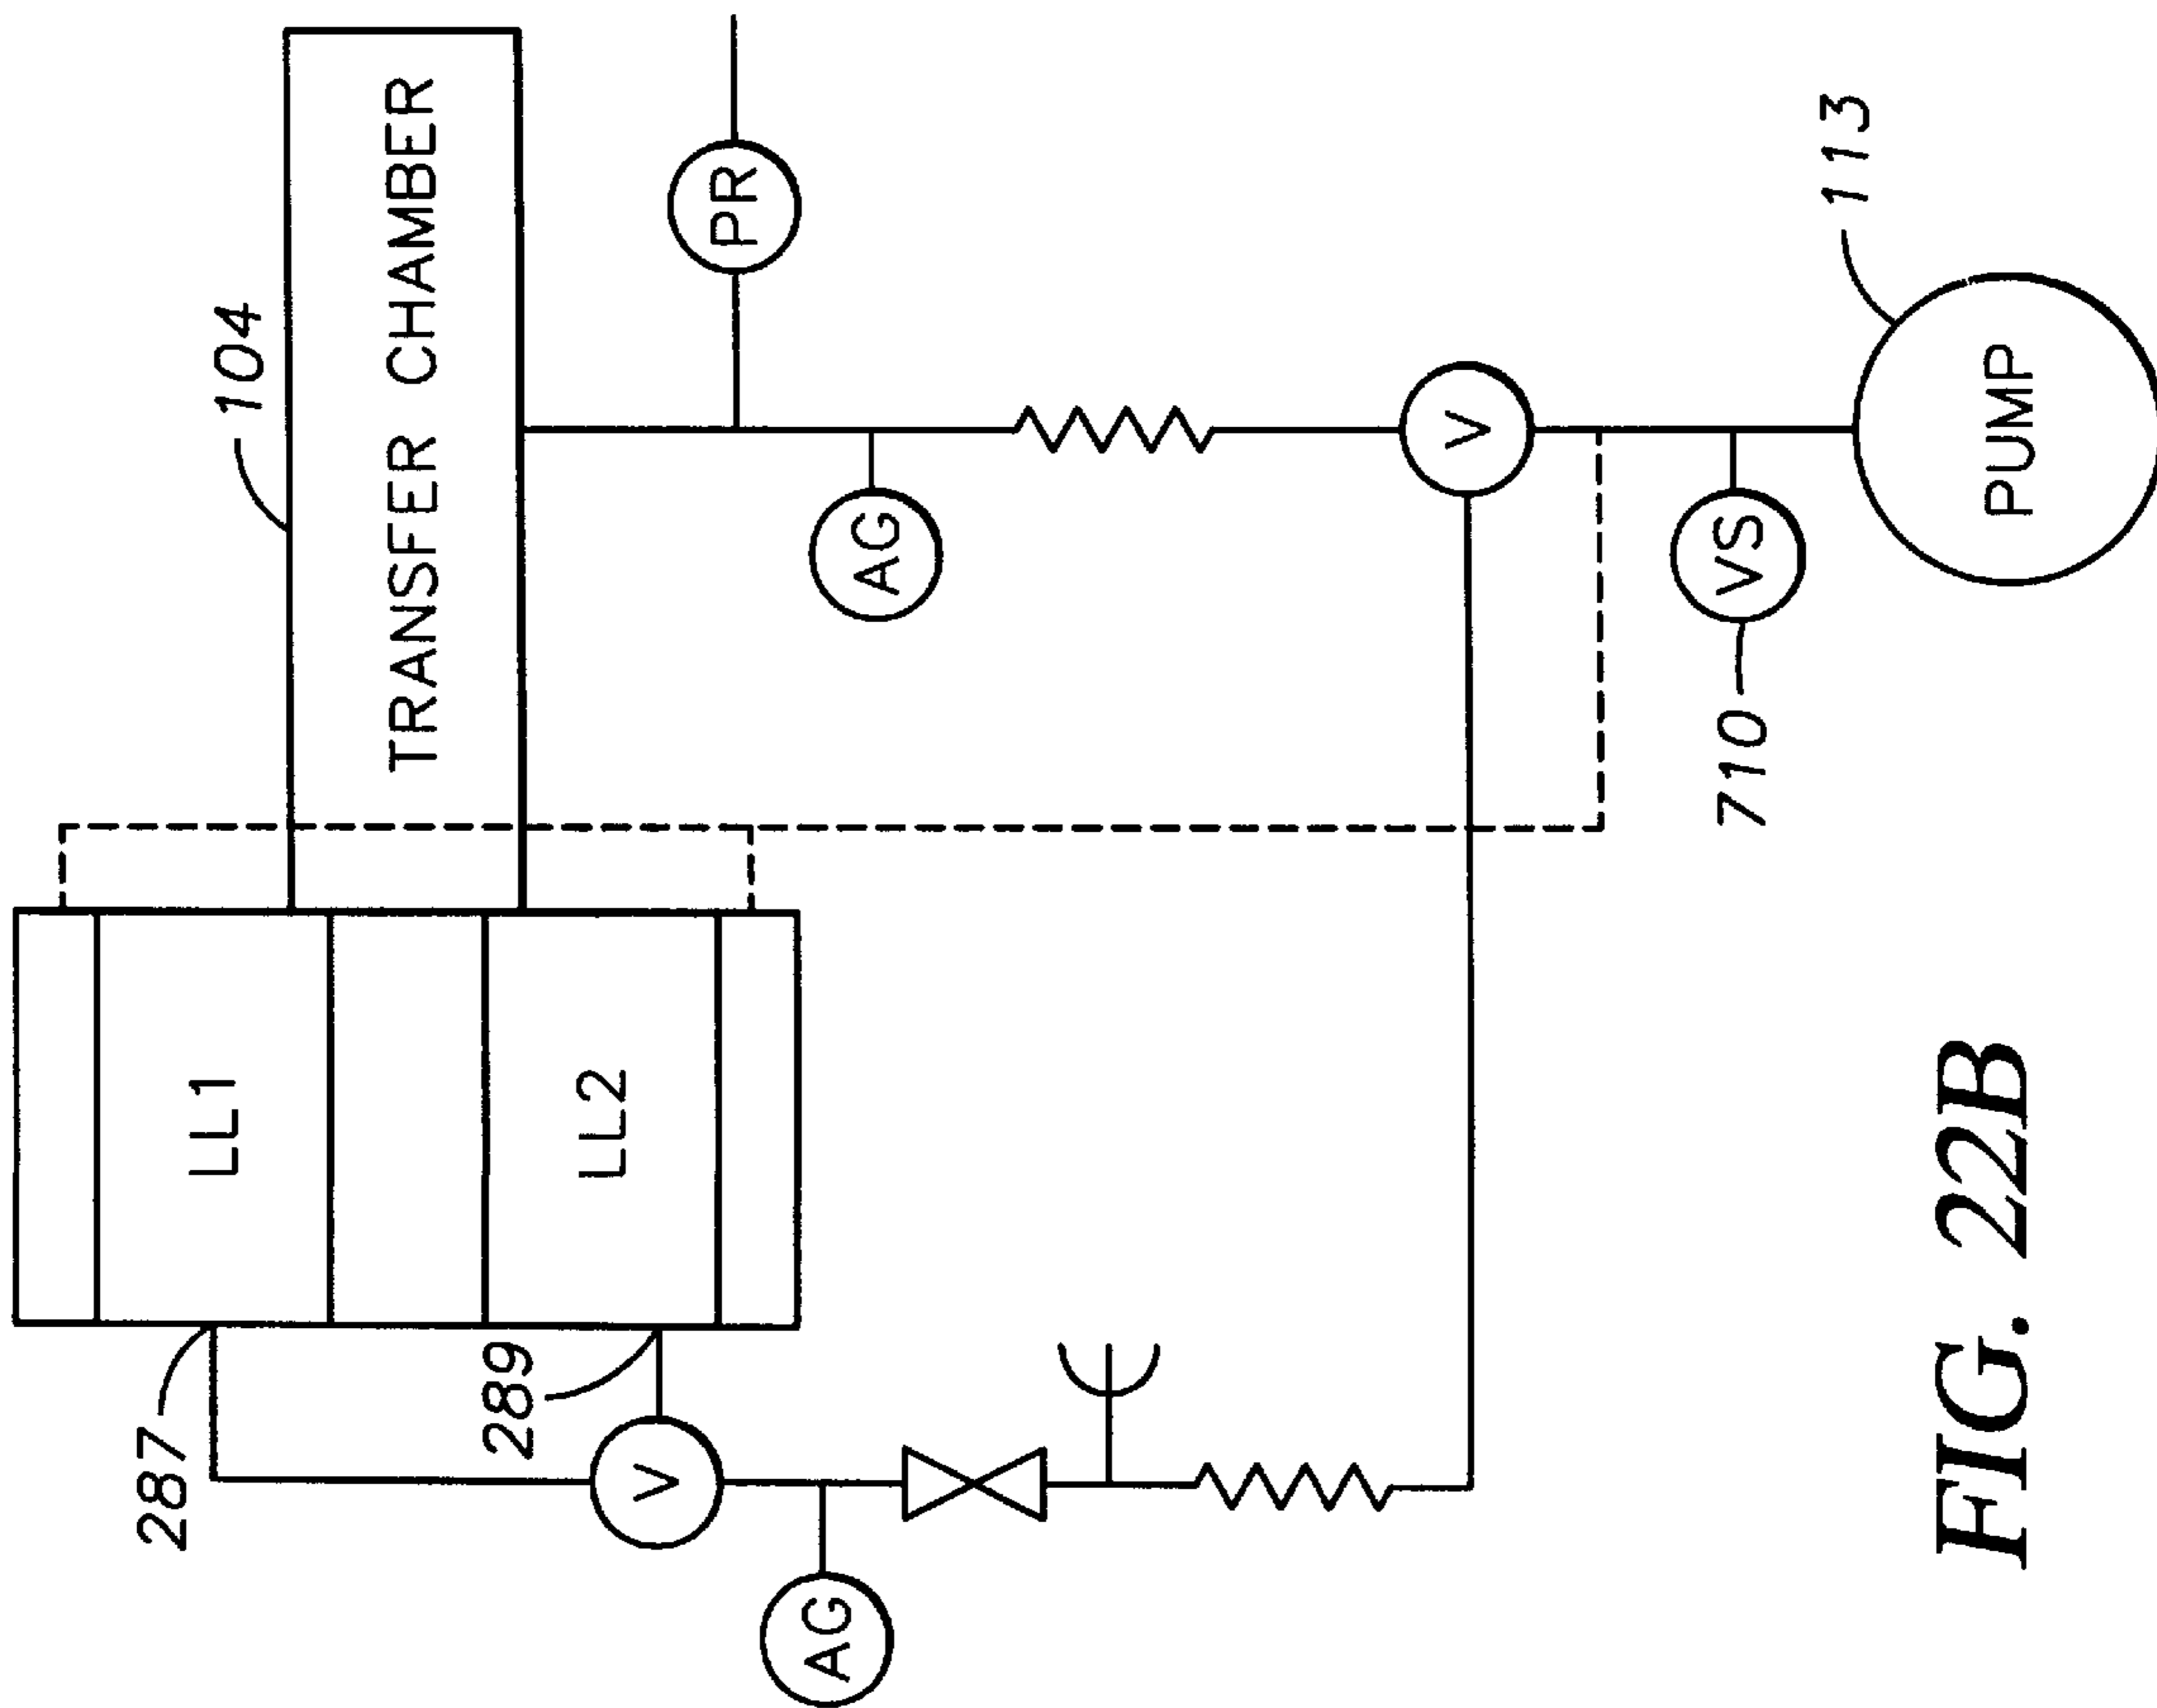 104
TRANSFER CHAMBER
PR
LL1
LL2
287
289
V
AG
AG
V
VS
710
113
PUMP
FIG. 22B